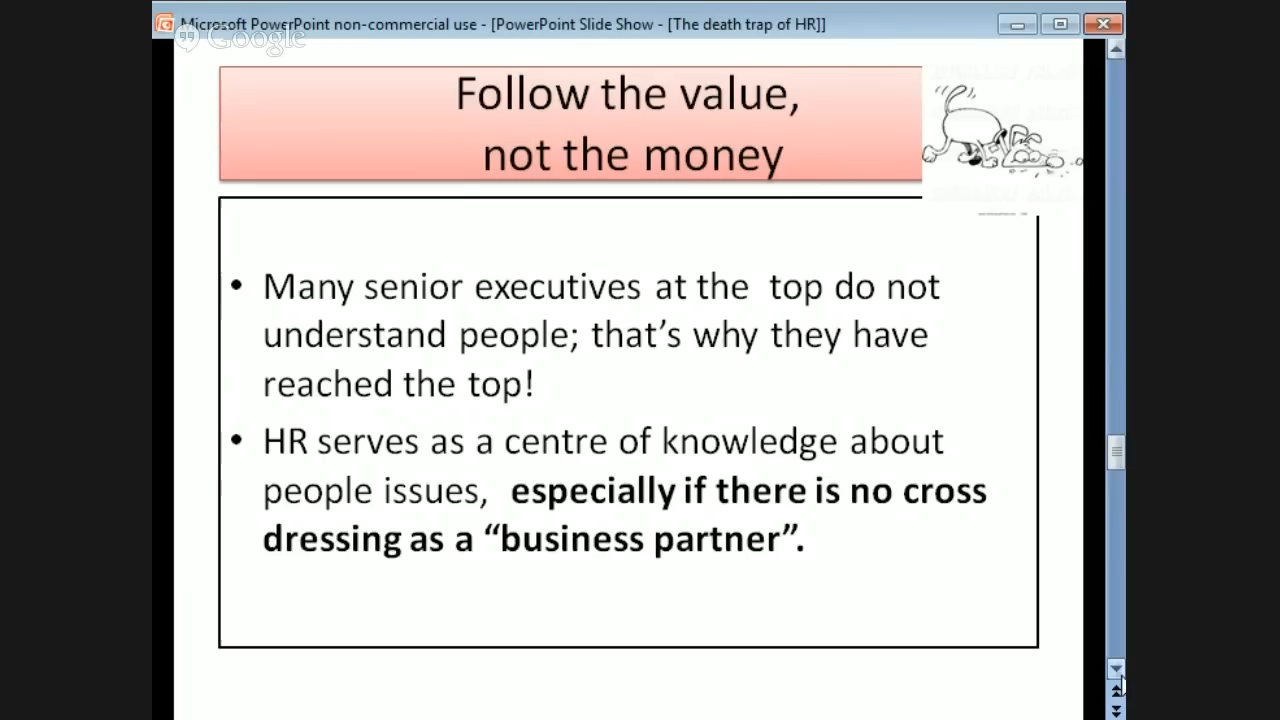 Microsoft PowerPoint non-commercial use - [PowerPoint Slide Show - [The death trap of HR]]
Google
Follow the value,
not the money
• Many senior executives at the  top do not
understand people; that’s why they have
reached the top!
• HR serves as a centre of knowledge about
people issues,  especially if there is no cross
dressing as a “business partner”.